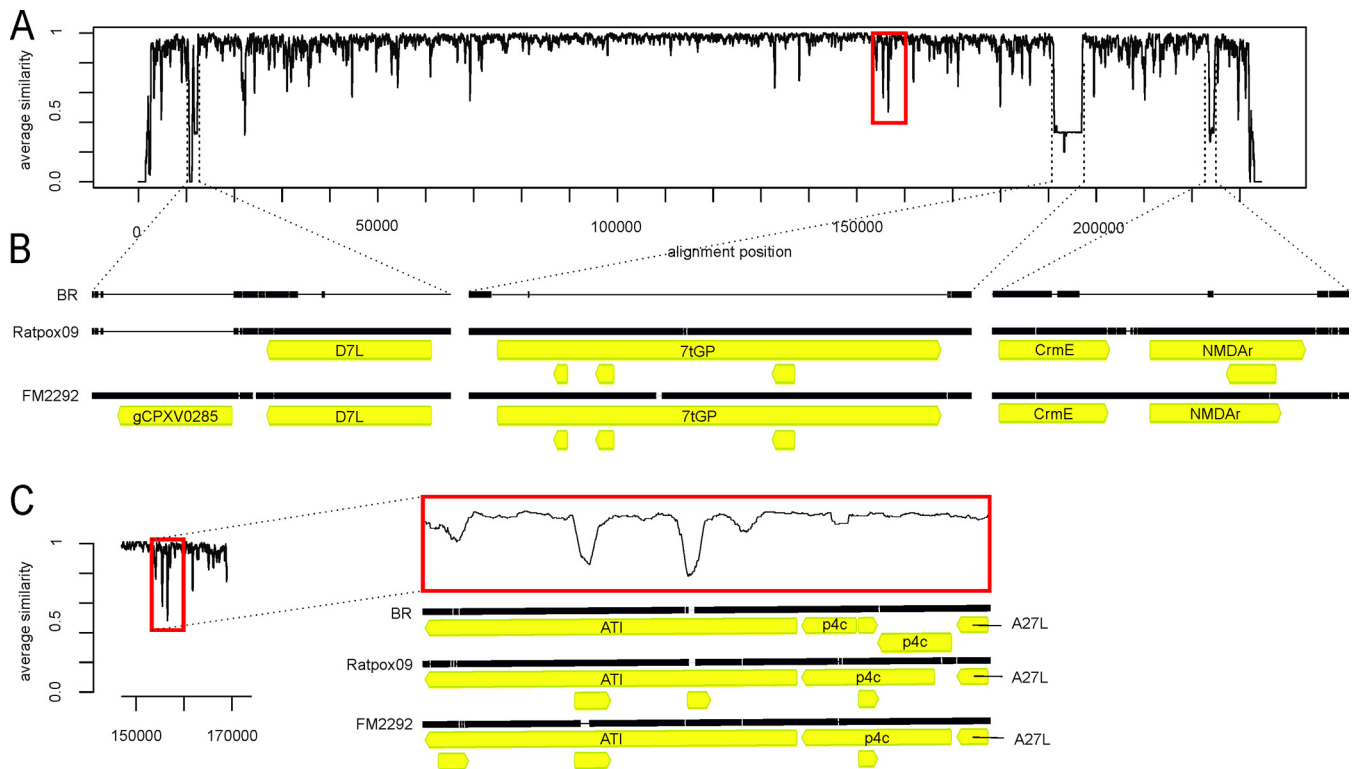 A
average similarity
1
0.5
0.0
0
50000
100000
150000
200000
alignment position
B
BR
Ratpox09
D7L
7tGP
CrmE
NMDAr
FM2292
gCPXV0285
D7L
7tGP
CrmE
NMDAr
C
average similarity
1
0.5
0.0
150000
170000
BR
ATI
p4c
p4c
A27L
Ratpox09
ATI
p4c
A27L
FM2292
ATI
p4c
A27L